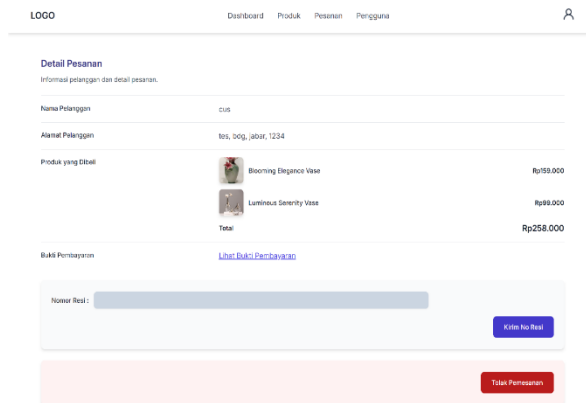 LOGO
Dashboard Produk Pesanan Pengguna
Detail Pesanan
Informasi pelanggan dan detail pesanan.
Nama Pelanggan
cus
Alamat Pelanggan
tes, bdg, jabar, 1234
Produk yang Dibeli
Blooming Elegance Vase
Rp159.000
Luminous Serenity Vase
Rp99.000
Total
Rp258.000
Bukti Pembayaran
Lihat Bukti Pembayaran
Nomor Resi :
Kirim No Resi
Tolak Pemesanan